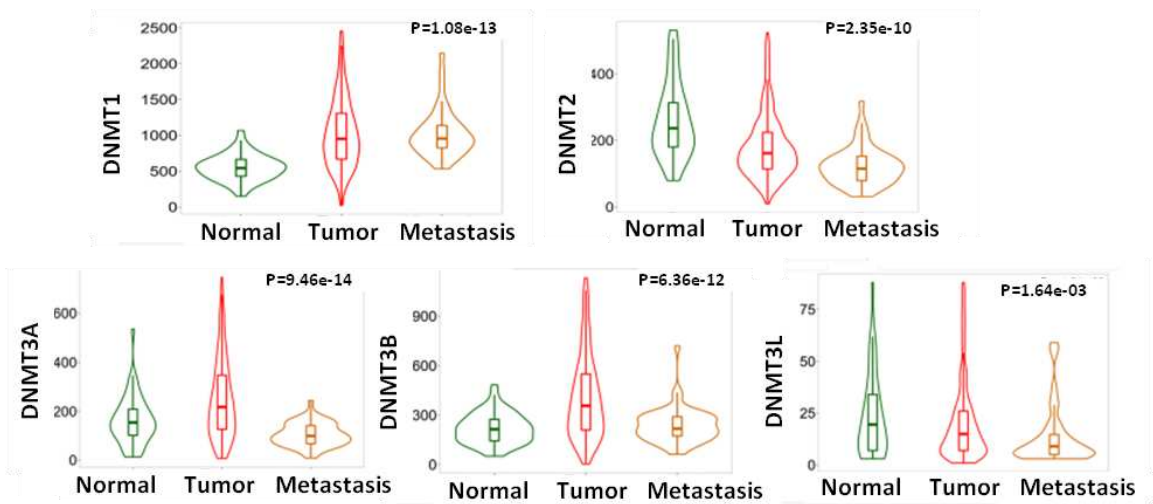 P=1.08e-13
2500
2000
1500
1000
500
0
DNMT1
Normal Tumor Metastasis
P=2.35e-10
400
200
0
DNMT2
Normal Tumor Metastasis
P=9.46e-14
600
400
200
0
DNMT3A
Normal Tumor Metastasis
P=6.36e-12
900
600
300
0
DNMT3B
Normal Tumor Metastasis
P=1.64e-03
75
50
25
0
DNMT3L
Normal Tumor Metastasis